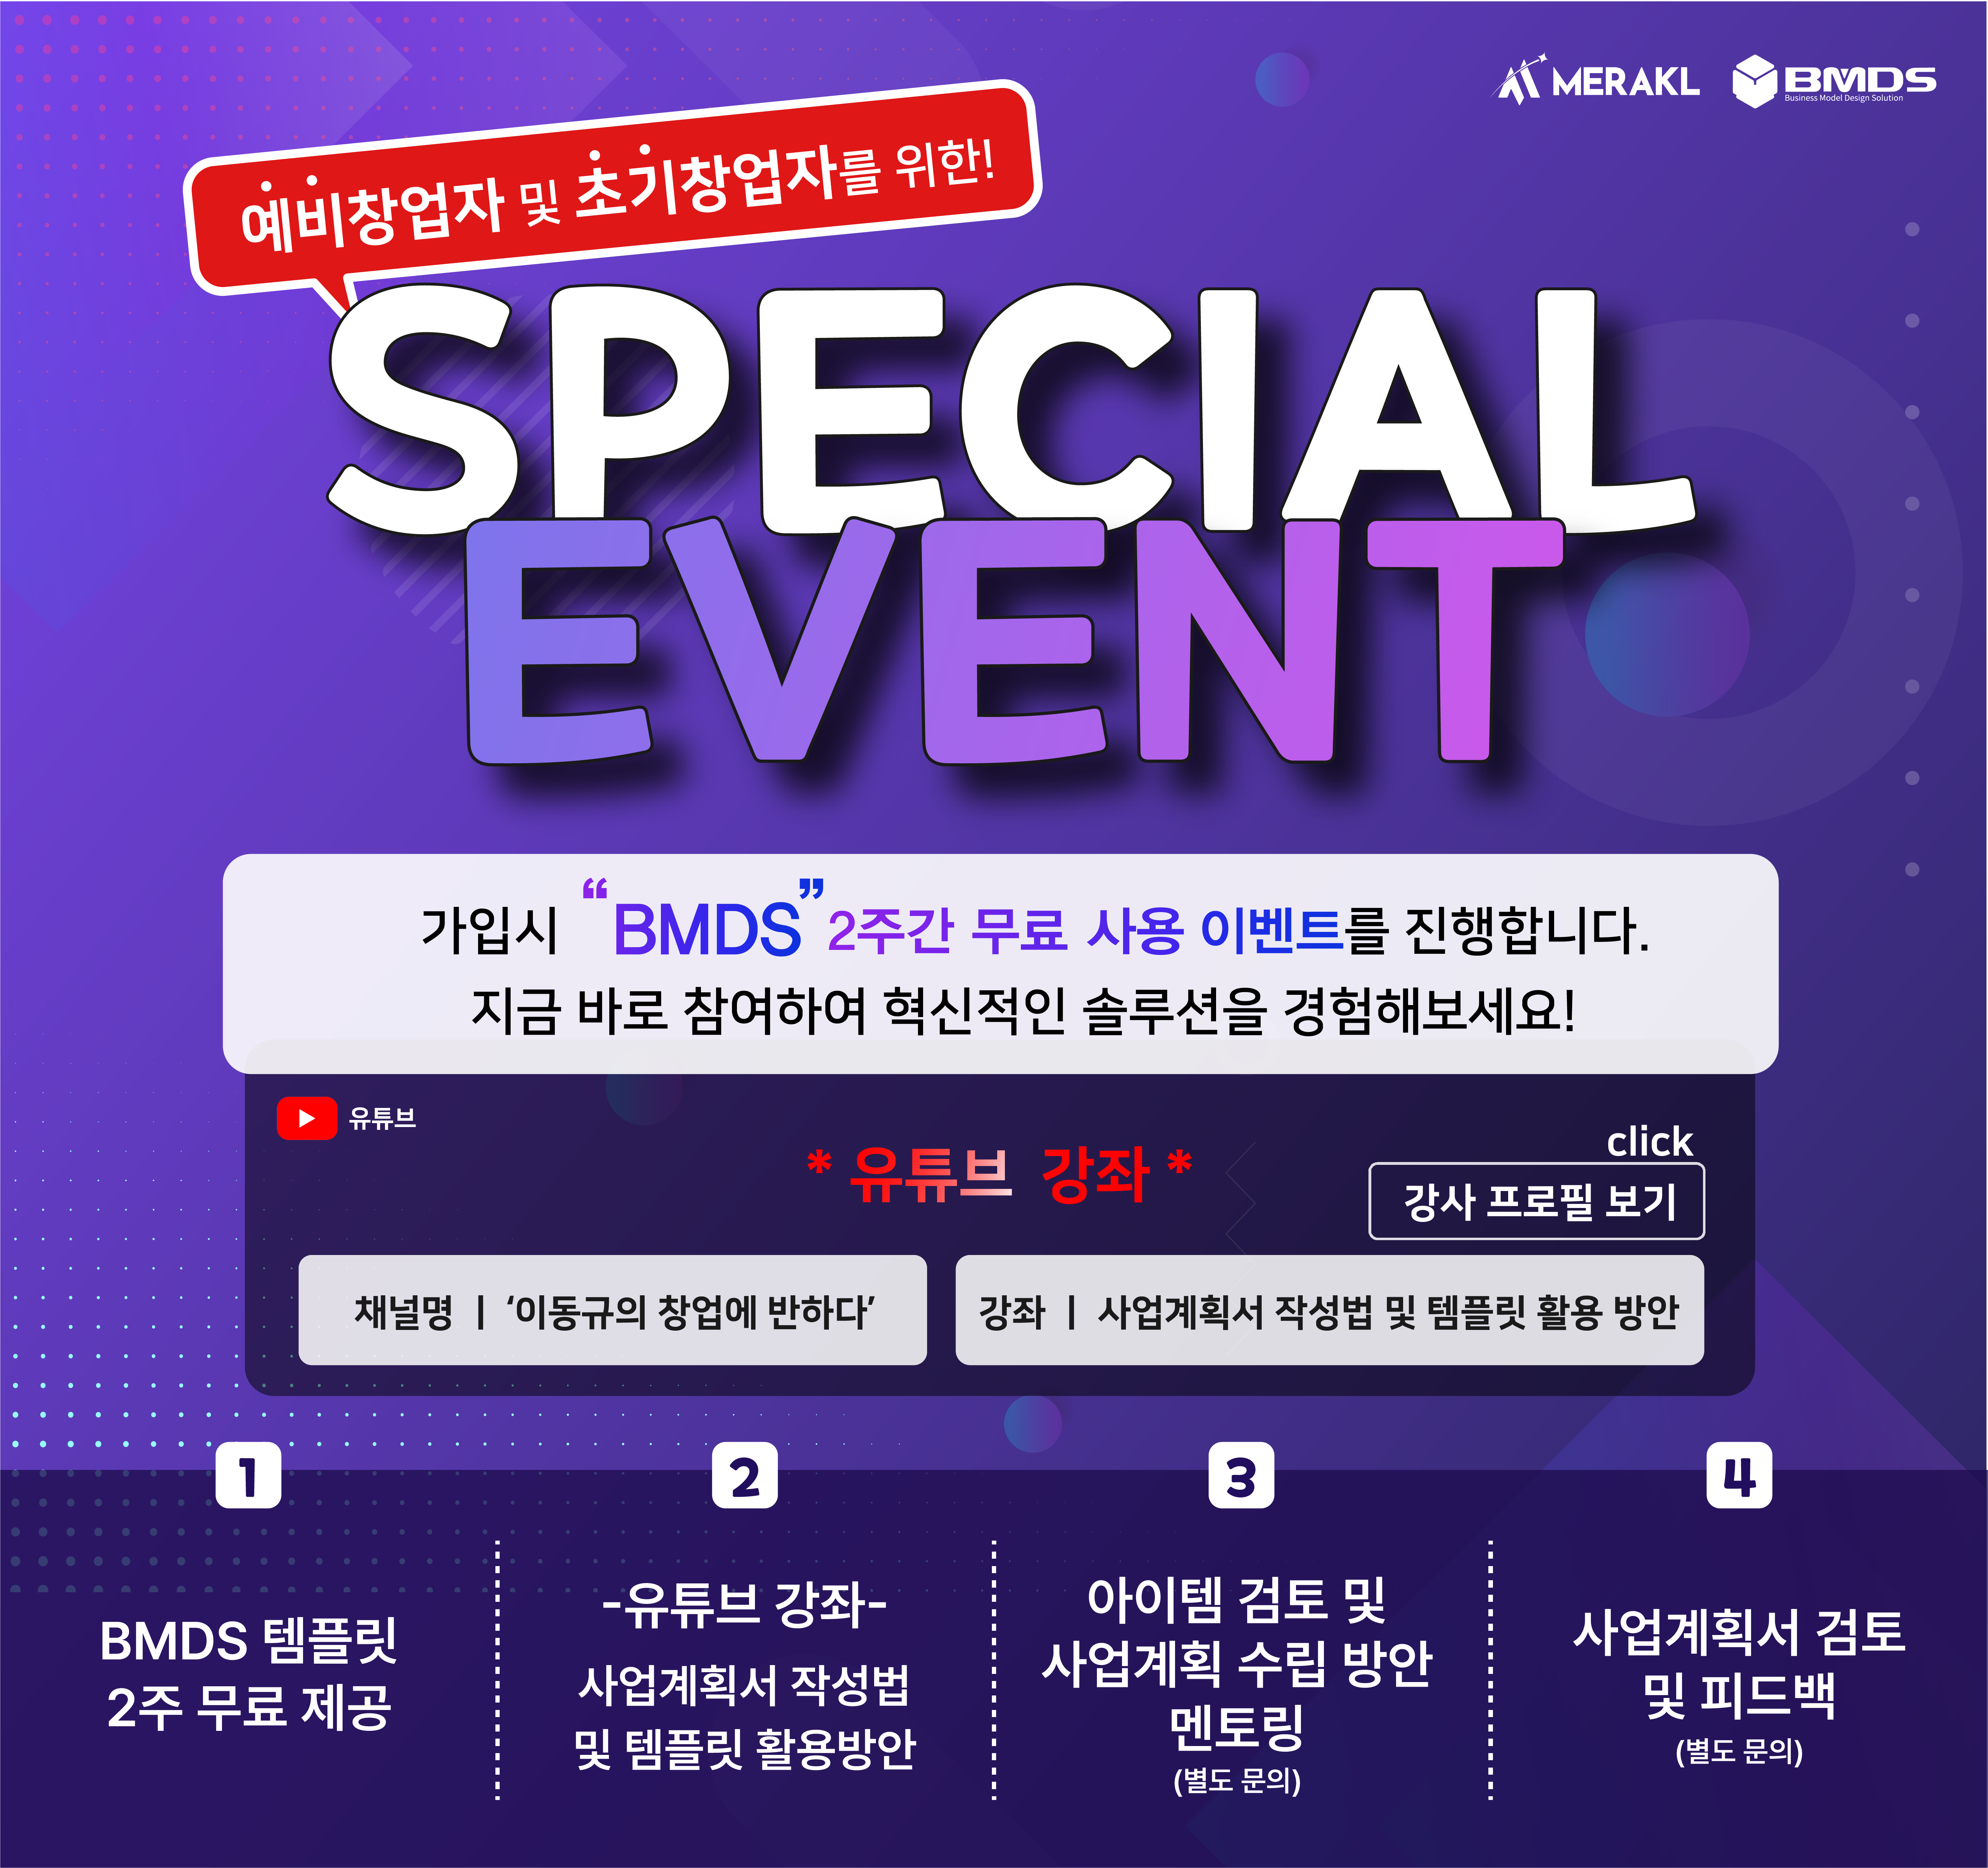 MERAKL
BMDS
Business Model Design Solution
예비창업자 및 초기창업자를 위한!
SPECIAL
EVENT
가입시 “BMDS” 2주간 무료 사용 이벤트를 진행합니다.
지금 바로 참여하여 혁신적인 솔루션을 경험해보세요!
유튜브
* 유튜브 강좌 *
click
강사 프로필 보기
채널명 | ‘이동규의 창업에 반하다’
강좌 | 사업계획서 작성법 및 템플릿 활용 방안
1
BMDS 템플릿
2주 무료 제공
2
-유튜브 강좌-
사업계획서 작성법
및 템플릿 활용방안
3
아이템 검토 및
사업계획 수립 방안
멘토링
(별도 문의)
4
사업계획서 검토
및 피드백
(별도 문의)